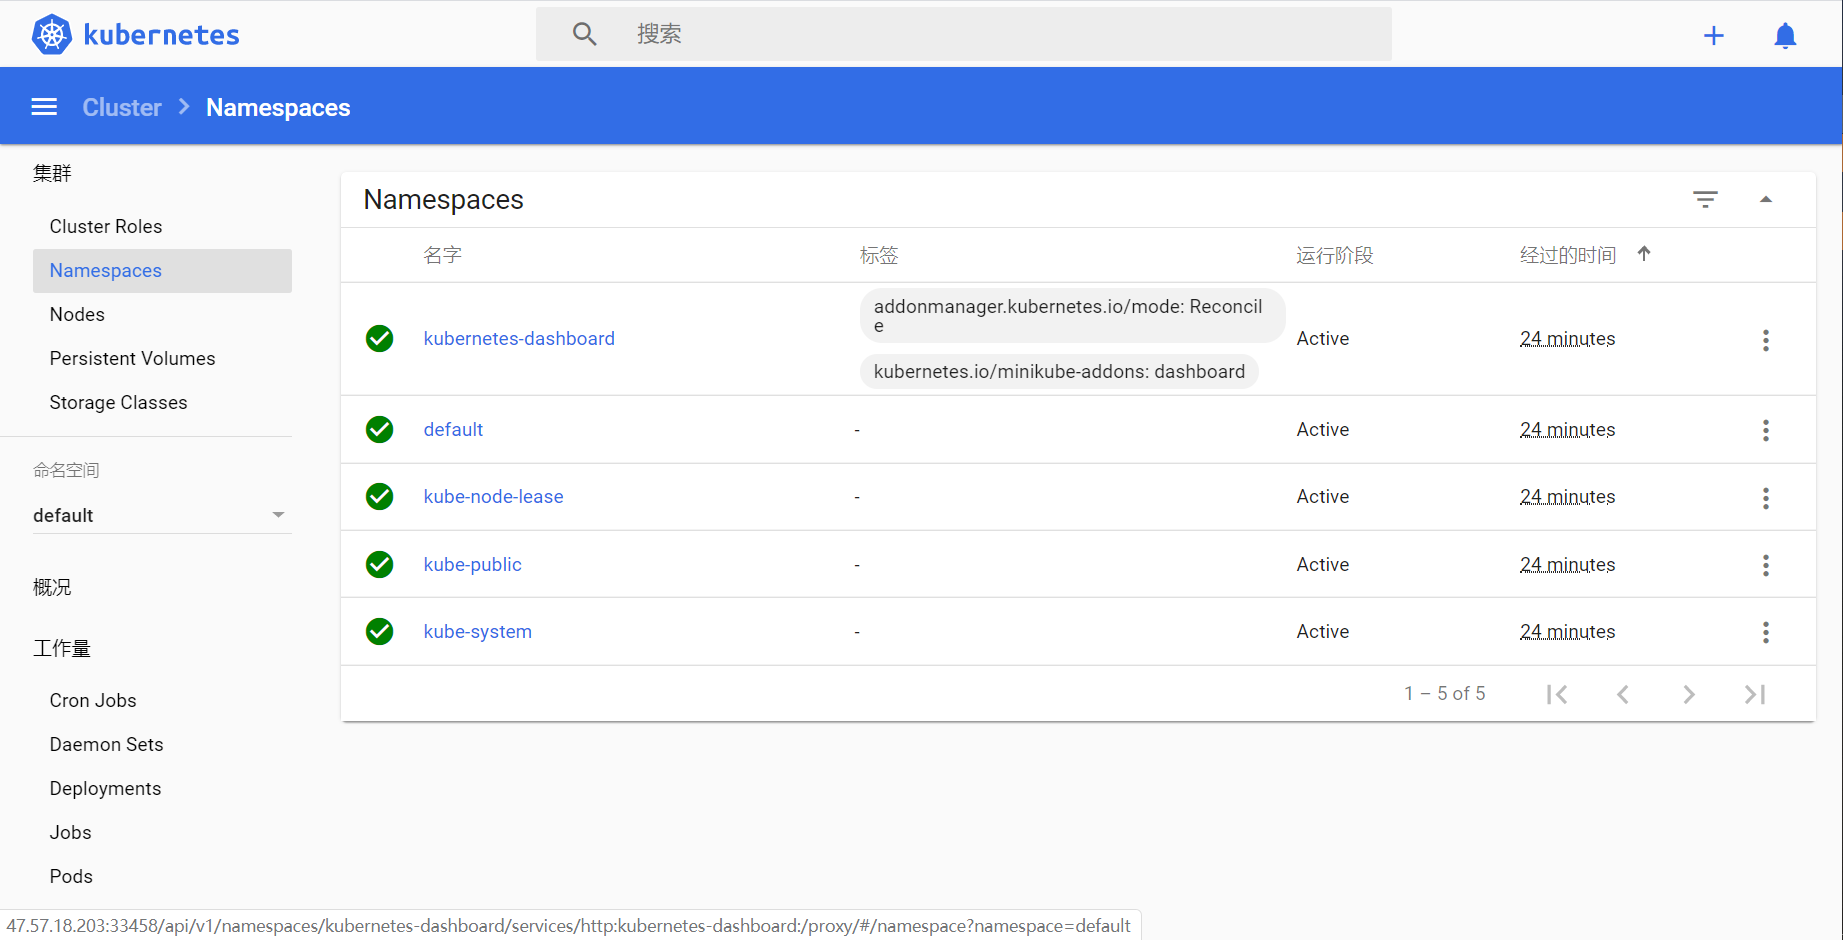 kubernetes
搜索
Cluster
Namespaces
集群
Cluster Roles
Namespaces
Nodes
Persistent Volumes
Storage Classes
命名空间
default
概况
工作量
Cron Jobs
Daemon Sets
Deployments
Jobs
Pods
Namespaces
名字 标签 运行阶段 经过的时间
kubernetes-dashboard
addonmanager.kubernetes.io/mode: Reconcil
e
kubernetes.io/minikube-addons: dashboard
Active 24 minutes
default - Active 24 minutes
kube-node-lease - Active 24 minutes
kube-public - Active 24 minutes
kube-system - Active 24 minutes
1 – 5 of 5
47.57.18.203:33458/api/v1/namespaces/kubernetes-dashboard/services/http:kubernetes-dashboard:/proxy/#/namespace?namespace=default